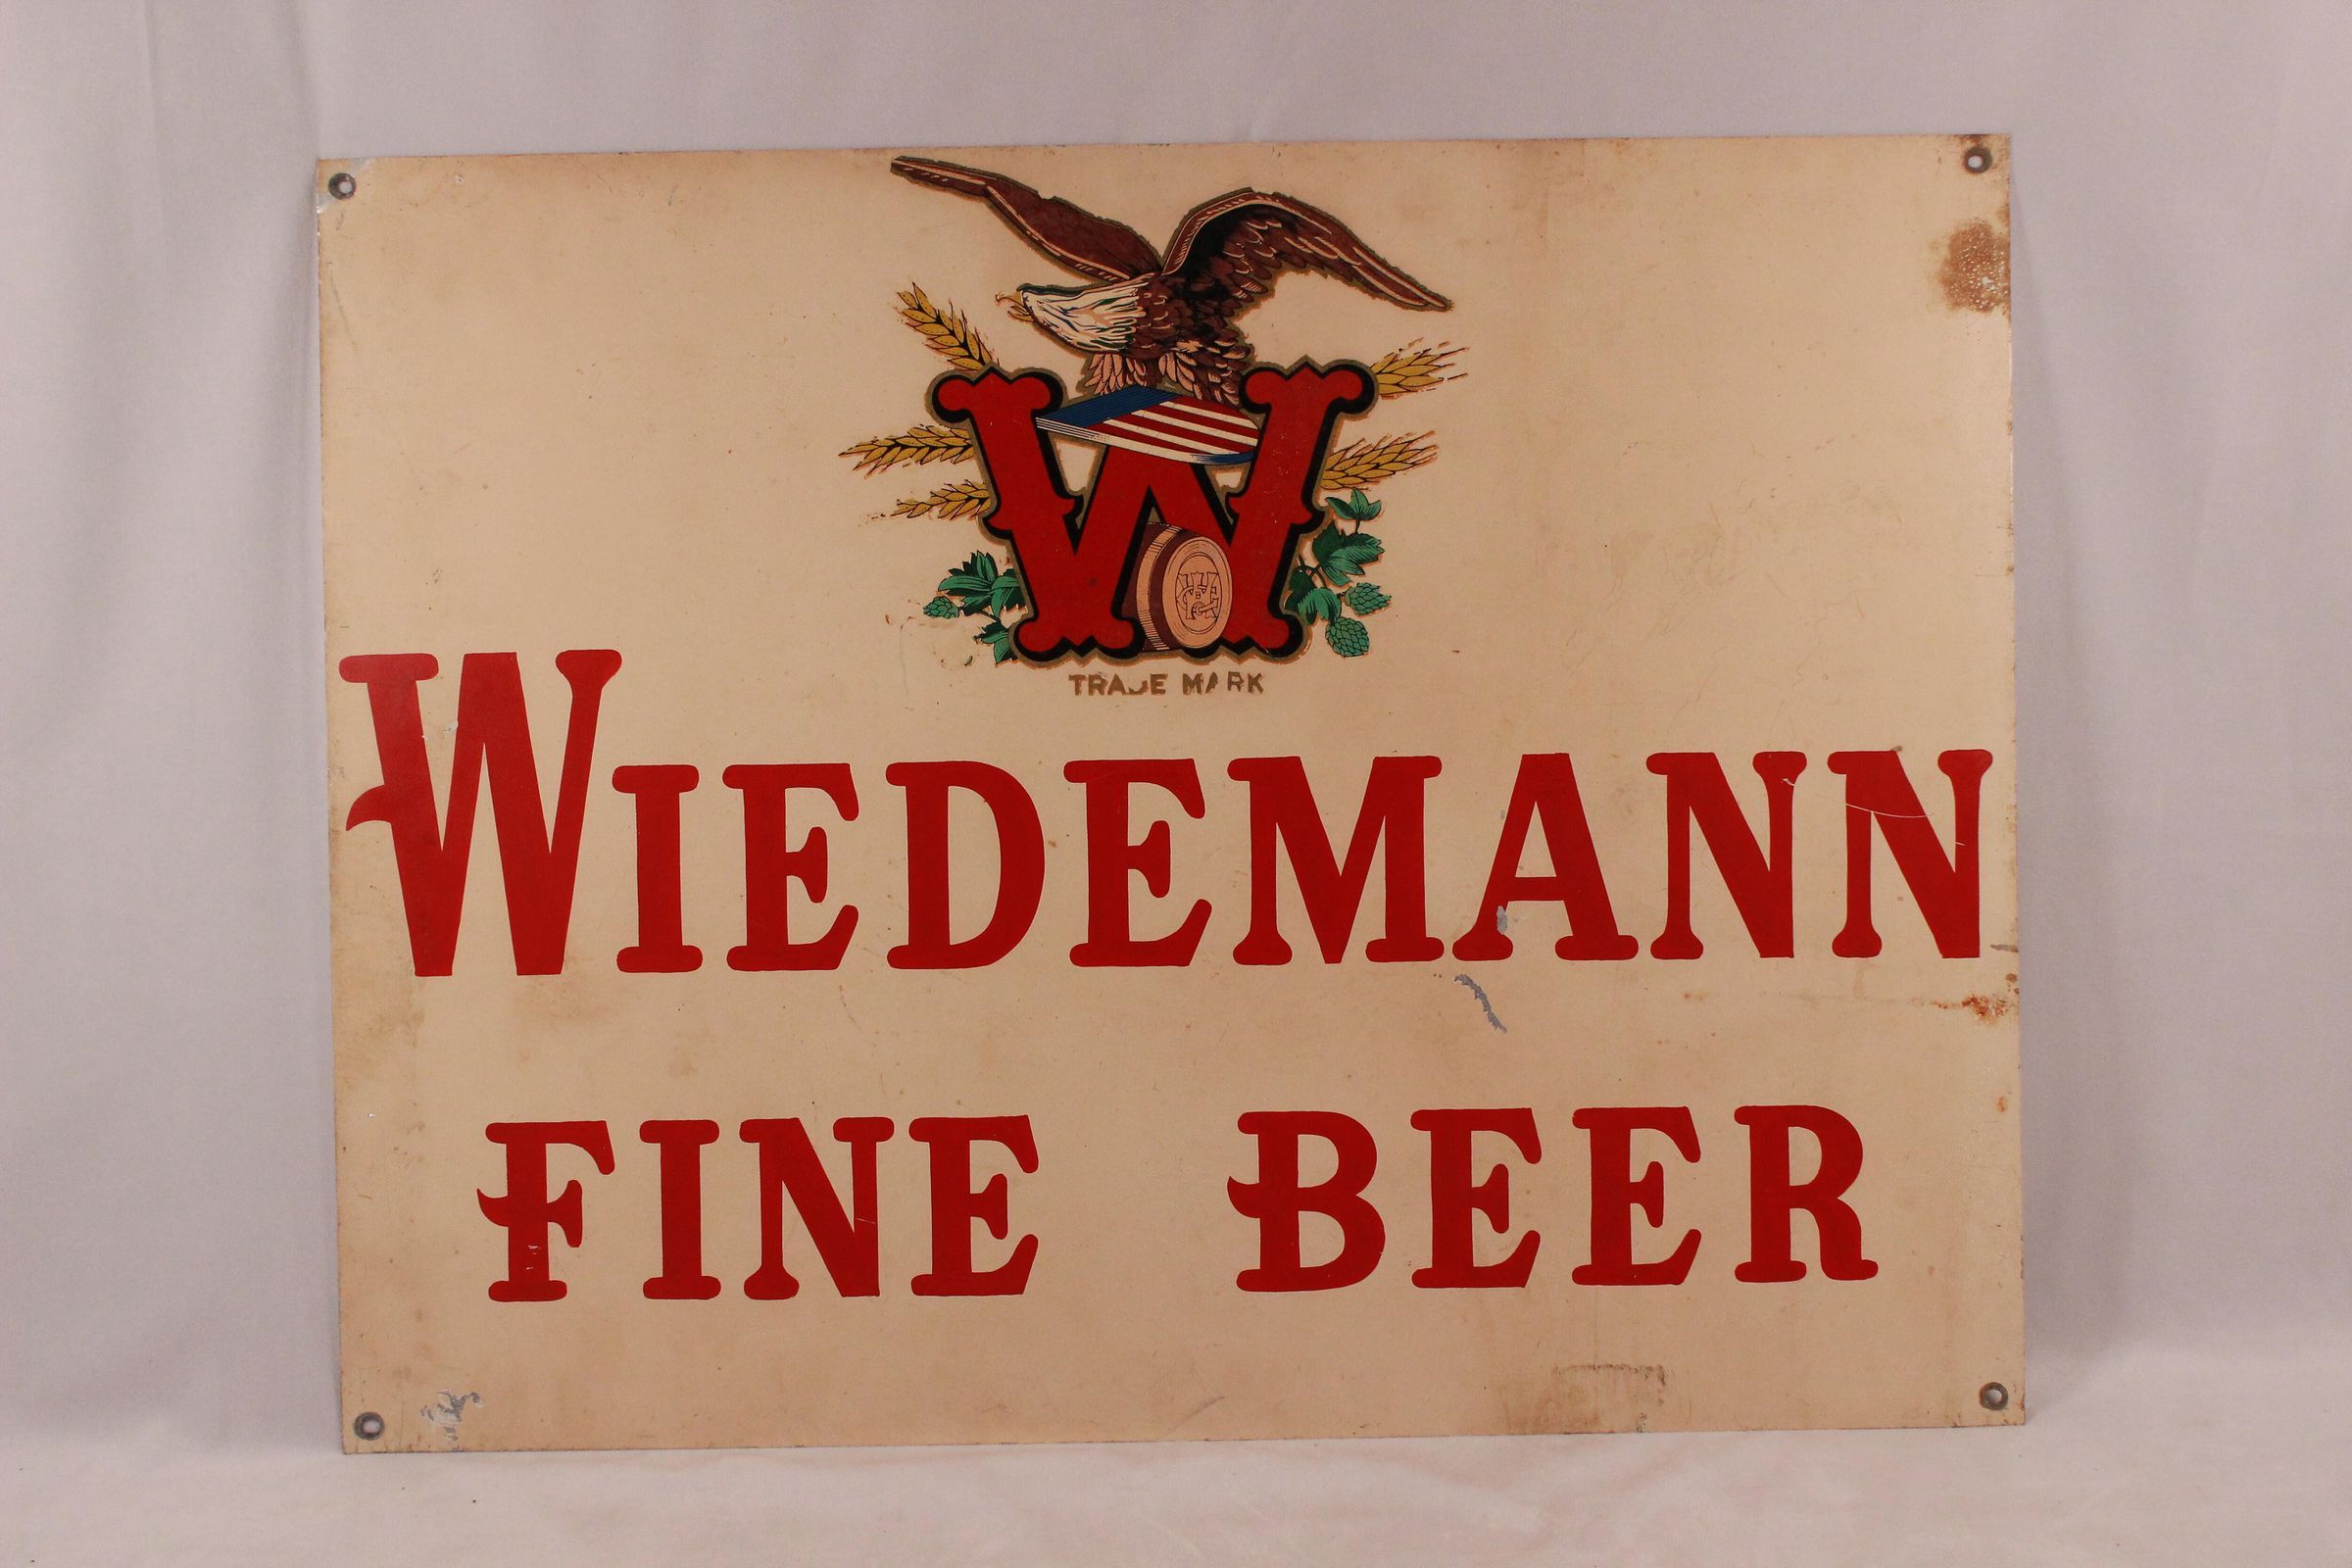 W
TRADE MARK
WIEDEMANN
FINE BEER